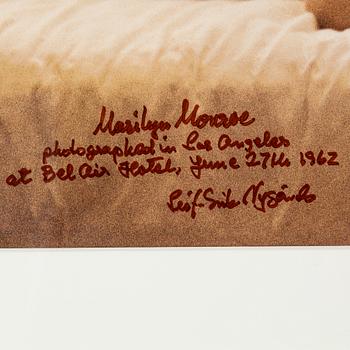 Marilyn Monroe
photographed in Los Angeles
at Bel Air Hotel, June 27th 1962
Leif-Erik Nygårds